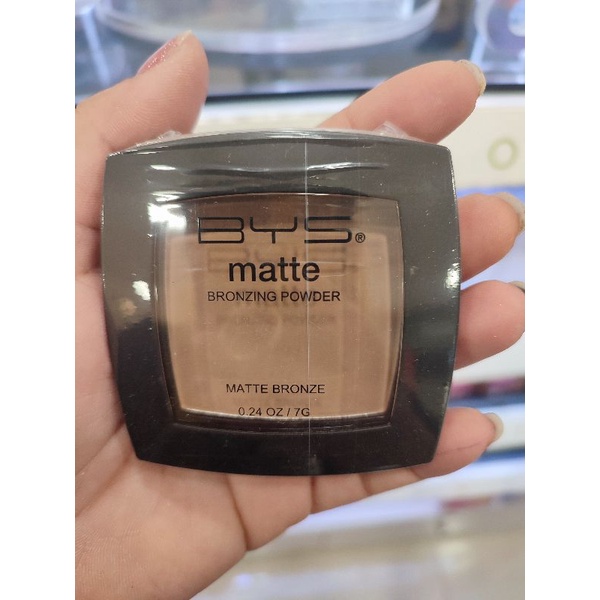 BYS®
matte
BRONZING POWDER
MATTE BRONZE
0.24 OZ / 7G